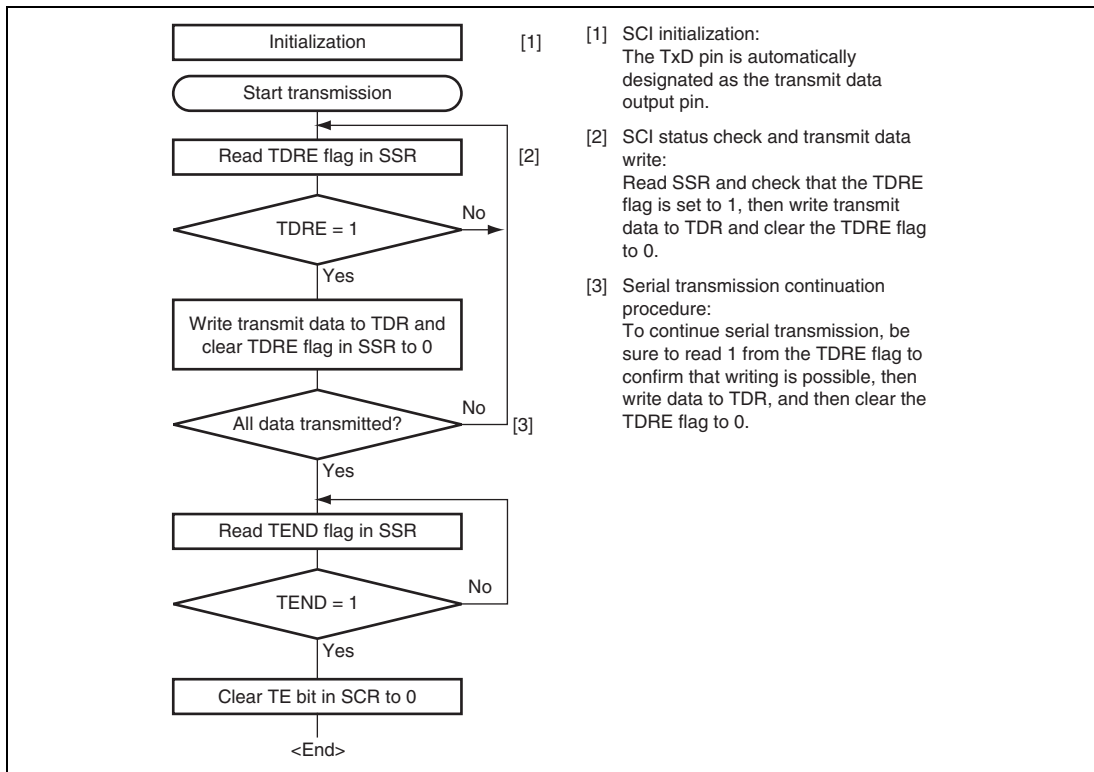 Initialization [1]
Start transmission
Read TDRE flag in SSR [2]
TDRE = 1
No
Yes
Write transmit data to TDR and
clear TDRE flag in SSR to 0
All data transmitted?
No
[3]
Yes
Read TEND flag in SSR
TEND = 1
No
Yes
Clear TE bit in SCR to 0
<End>
[1] SCI initialization:
The TxD pin is automatically
designated as the transmit data
output pin.
[2] SCI status check and transmit data
write:
Read SSR and check that the TDRE
flag is set to 1, then write transmit
data to TDR and clear the TDRE flag
to 0.
[3] Serial transmission continuation
procedure:
To continue serial transmission, be
sure to read 1 from the TDRE flag to
confirm that writing is possible, then
write data to TDR, and then clear the
TDRE flag to 0.